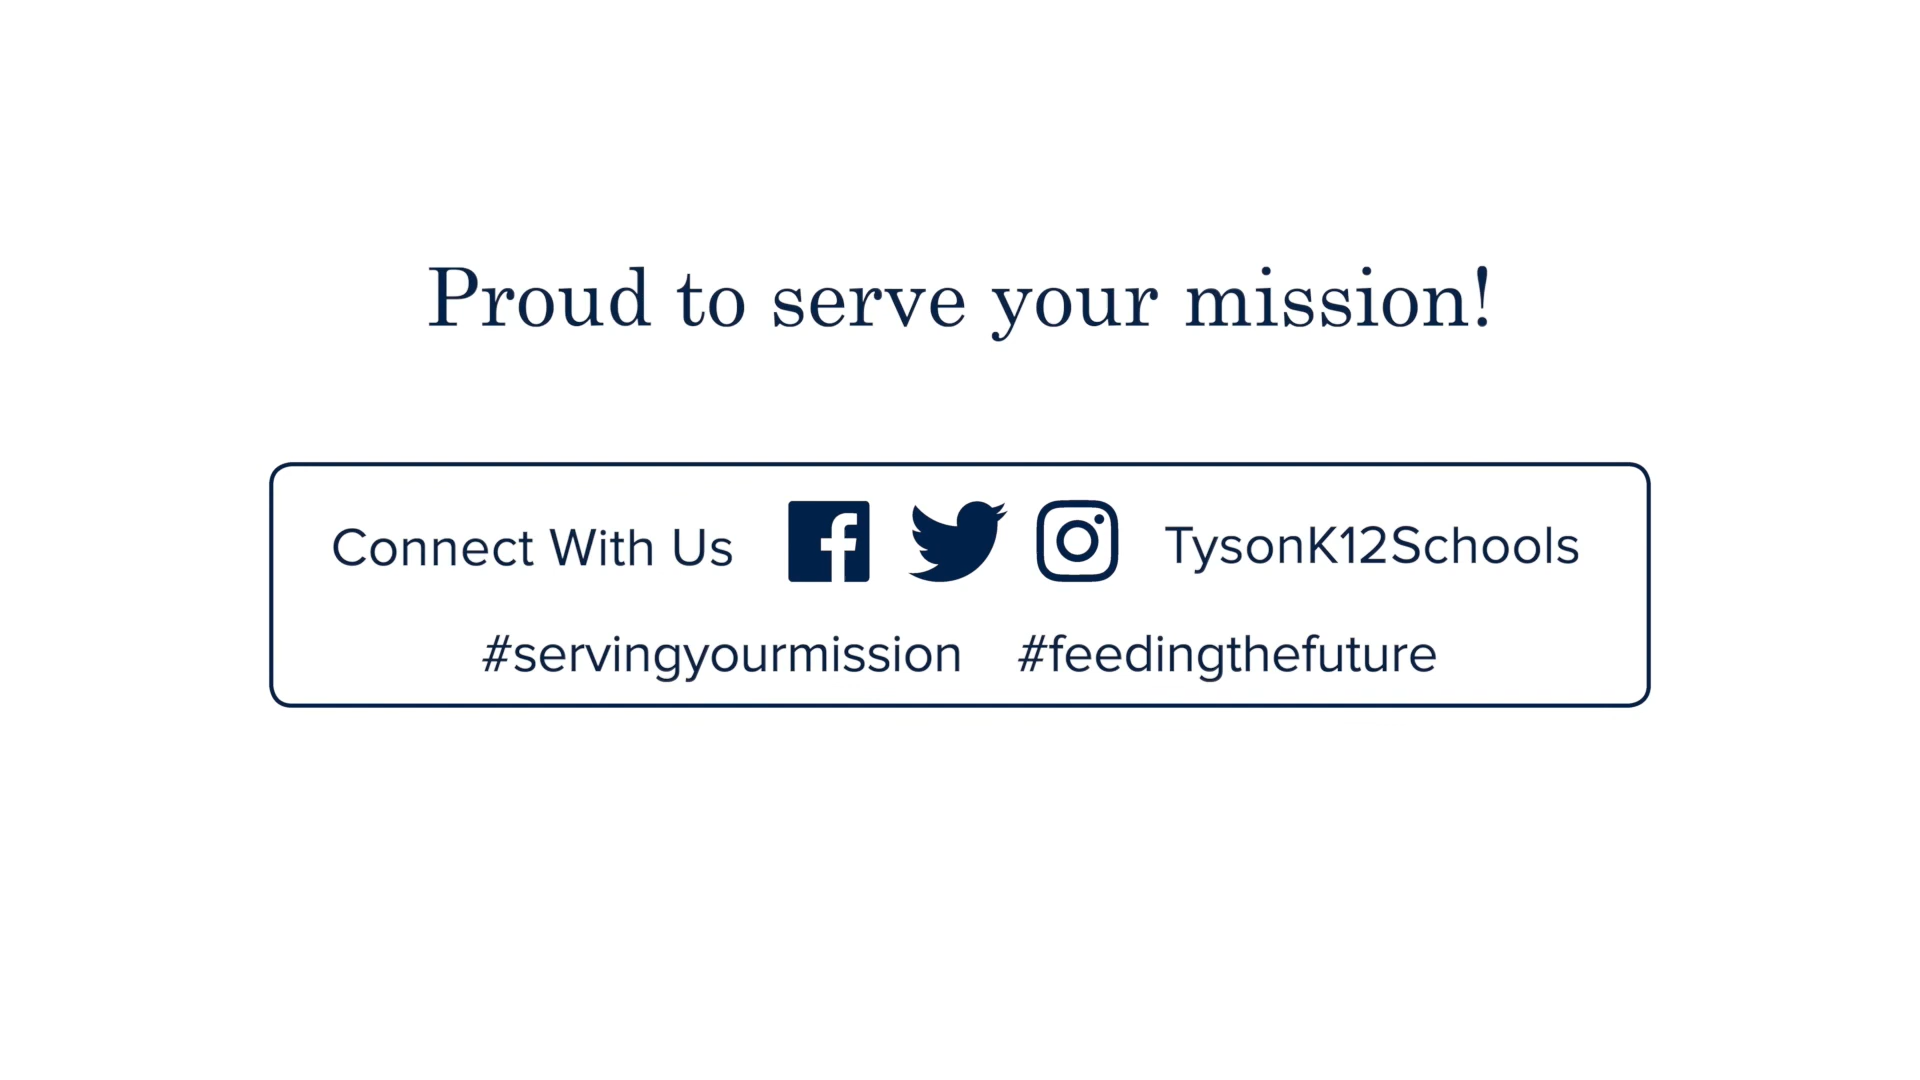 Proud to serve your mission!
Connect With Us TysonK12Schools
#servingyourmission #feedingthefuture